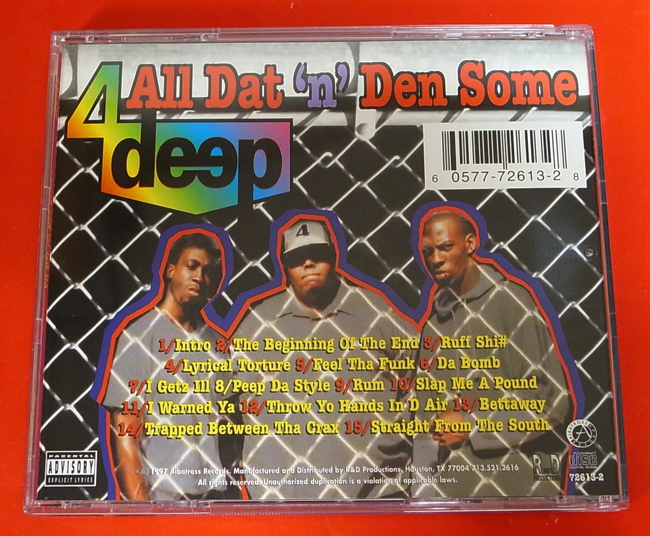 All Dat 'n' Den Some
4 deep
6 0577-72613-2 8
4
1/Intro 2/The Beginning Of The End 3/Ruff Shi#
4/Lyrical Torture 5/Feel Tha Funk 6/Da Bomb
7/I Getz Ill 8/Peep Da Style 9/Rum 10/Slap Me A Pound
11/I Warned Ya 12/Throw Yo Hands In D Air 13/Bettaway
14/Trapped Between Tha Crax 15/Straight From The South
PARENTAL
ADVISORY
EXPLICIT LYRICS
1997 Albatross Records. Manufactured and Distributed by R&D Productions, Houston, TX 77004 713.521.2616
All rights reserved. Unauthorized duplication is a violation of applicable laws.
72613-2